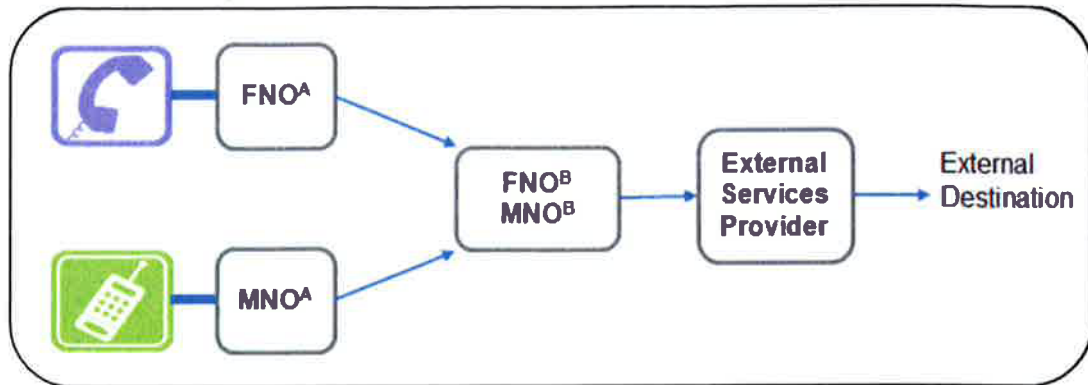 FNOᴬ
FNOᴮ
MNOᴮ
External
Services
Provider
External
Destination
MNOᴬ